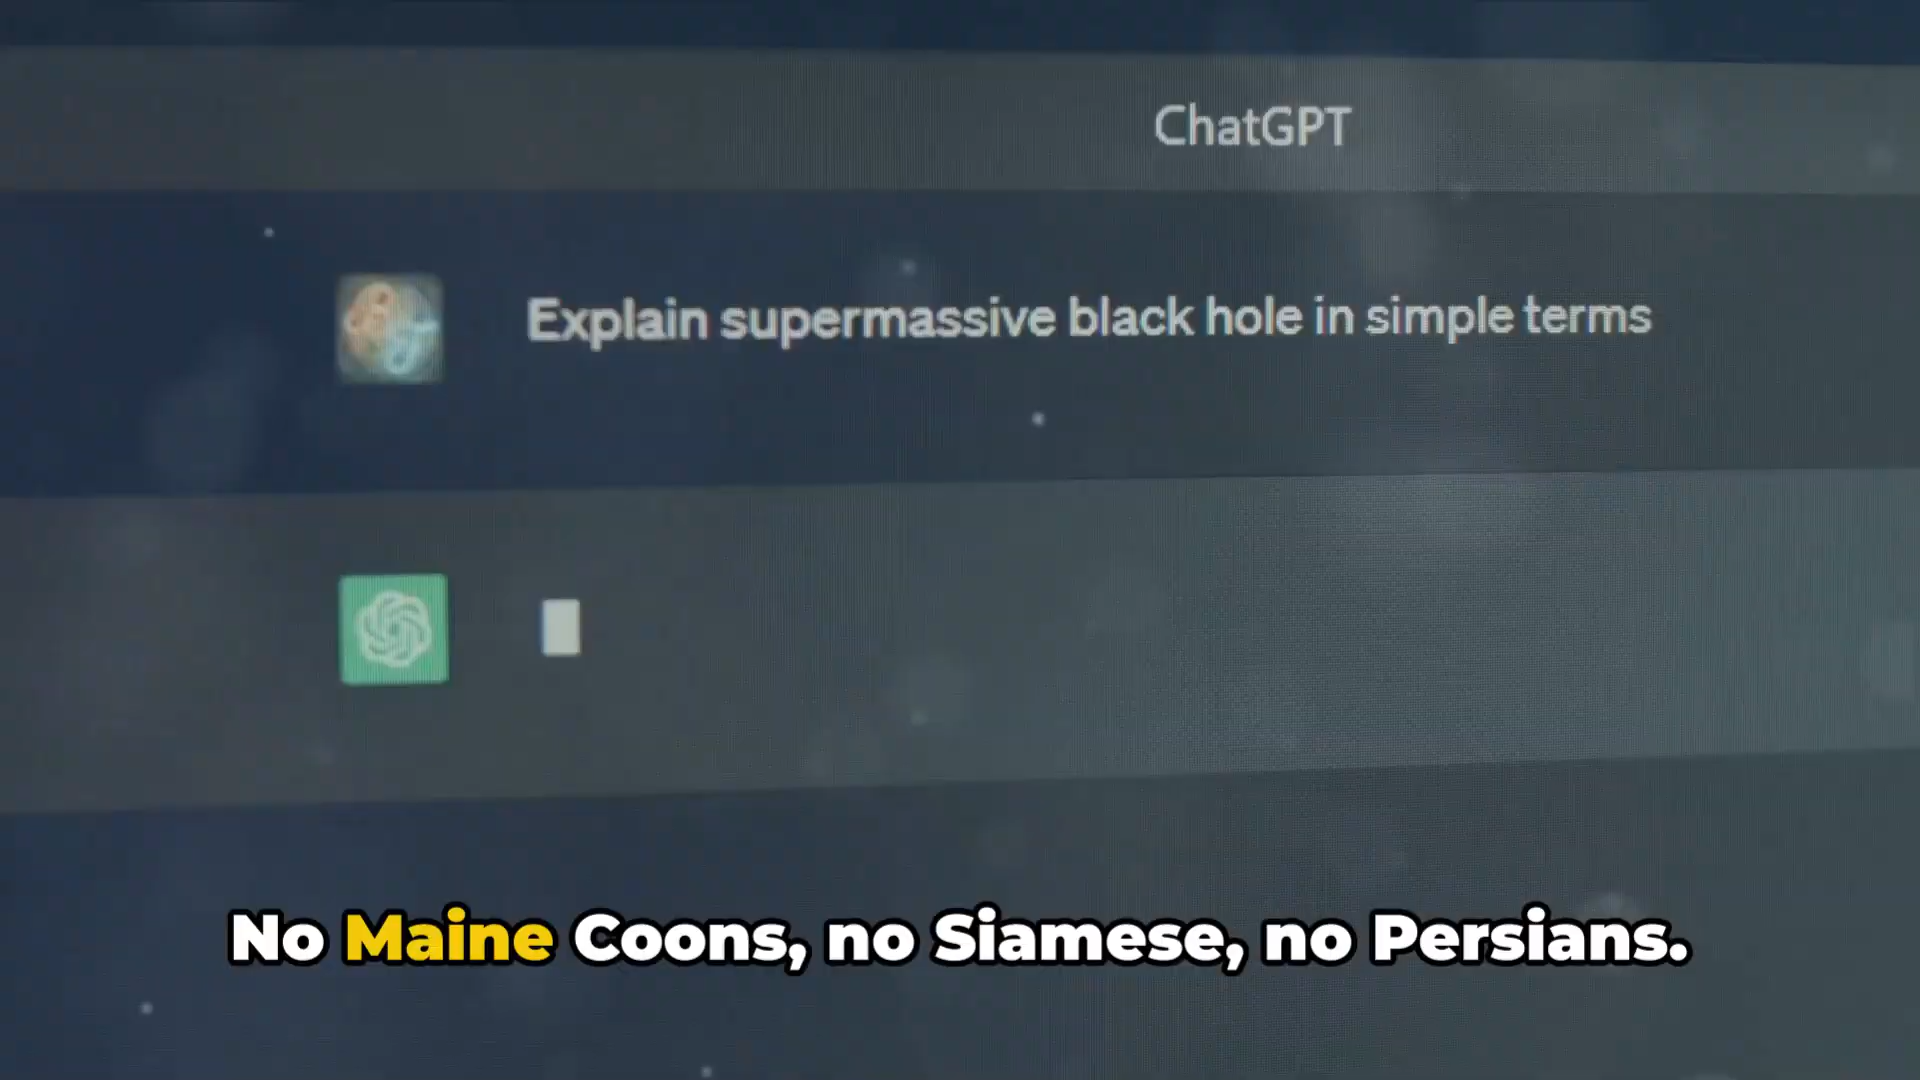 ChatGPT
Explain supermassive black hole in simple terms
No Maine Coons, no Siamese, no Persians.